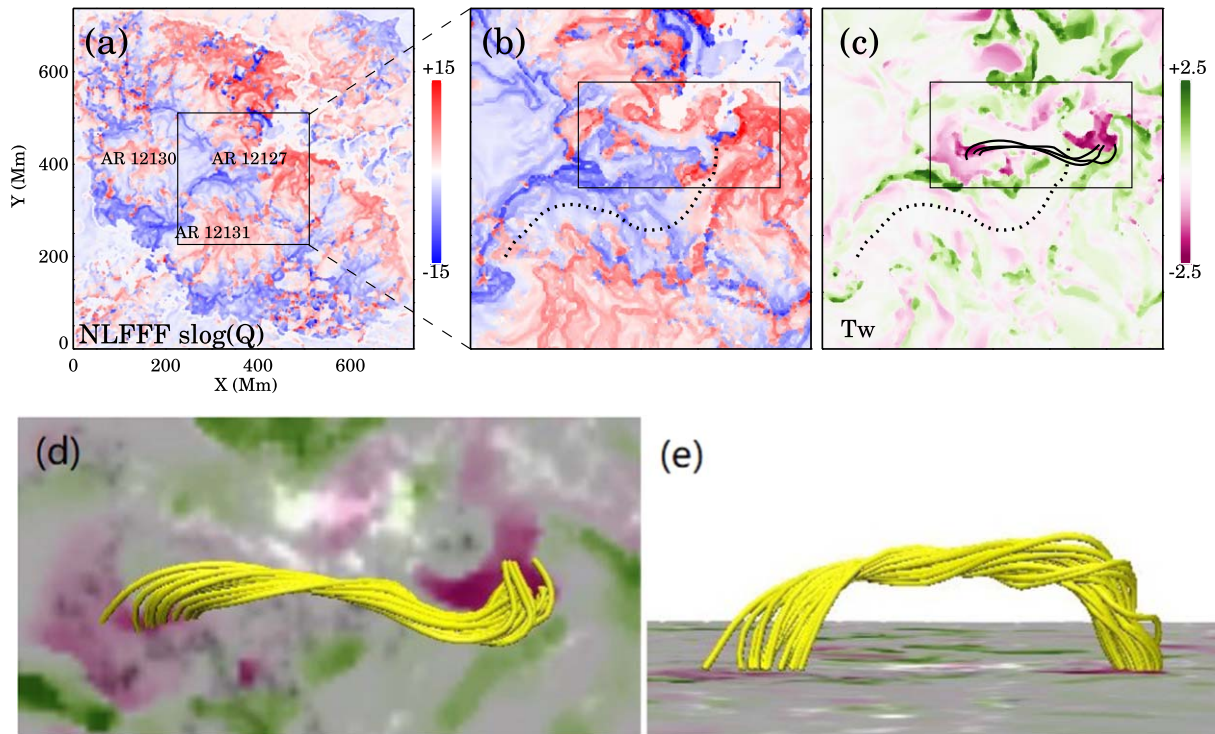 (a)
600
400
200
0
Y (Mm)
AR 12130
AR 12127
AR 12131
NLFFF slog(Q)
0
200
400
600
X (Mm)
+15
-15
(b)
(c)
Tw
+2.5
-2.5
(d)
(e)